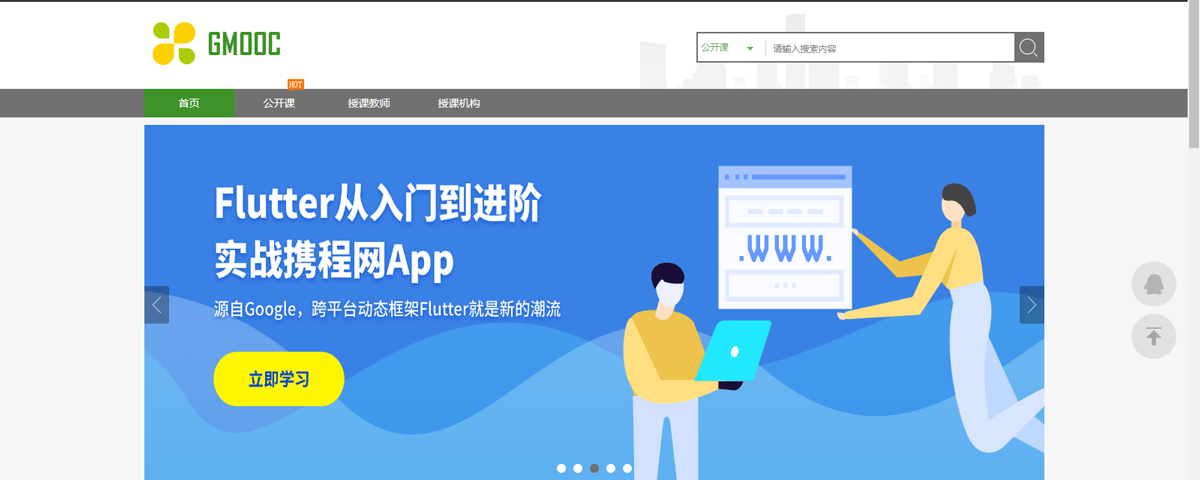 GMOOC
公开课
请输入搜索内容
HOT
首页
公开课
授课教师
授课机构
Flutter从入门到进阶
实战携程网App
源自Google，跨平台动态框架Flutter就是新的潮流
立即学习
.WWW.